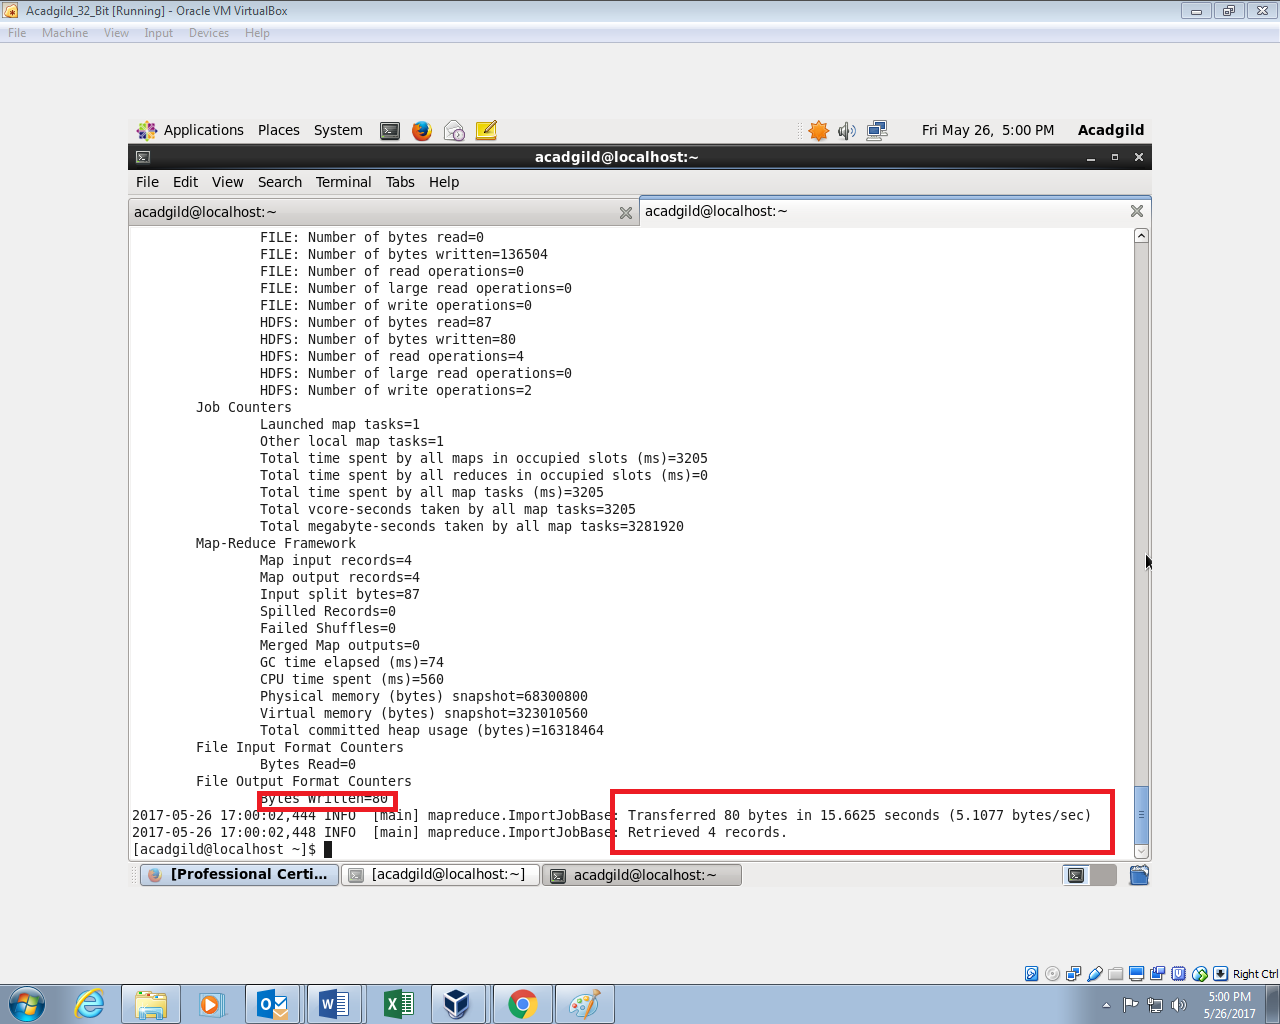 Acadgild_32_Bit [Running] - Oracle VM VirtualBox
File Machine View Input Devices Help
Applications Places System Fri May 26, 5:00 PM Acadgild
acadgild@localhost:~
File Edit View Search Terminal Tabs Help
acadgild@localhost:~ acadgild@localhost:~
FILE: Number of bytes read=0
FILE: Number of bytes written=136504
FILE: Number of read operations=0
FILE: Number of large read operations=0
FILE: Number of write operations=0
HDFS: Number of bytes read=87
HDFS: Number of bytes written=80
HDFS: Number of read operations=4
HDFS: Number of large read operations=0
HDFS: Number of write operations=2
Job Counters
Launched map tasks=1
Other local map tasks=1
Total time spent by all maps in occupied slots (ms)=3205
Total time spent by all reduces in occupied slots (ms)=0
Total time spent by all map tasks (ms)=3205
Total vcore-seconds taken by all map tasks=3205
Total megabyte-seconds taken by all map tasks=3281920
Map-Reduce Framework
Map input records=4
Map output records=4
Input split bytes=87
Spilled Records=0
Failed Shuffles=0
Merged Map outputs=0
GC time elapsed (ms)=74
CPU time spent (ms)=560
Physical memory (bytes) snapshot=68300800
Virtual memory (bytes) snapshot=323010560
Total committed heap usage (bytes)=16318464
File Input Format Counters
Bytes Read=0
File Output Format Counters
Bytes Written=80
2017-05-26 17:00:02,444 INFO [main] mapreduce.ImportJobBase: Transferred 80 bytes in 15.6625 seconds (5.1077 bytes/sec)
2017-05-26 17:00:02,448 INFO [main] mapreduce.ImportJobBase: Retrieved 4 records.
[acadgild@localhost ~]$
[Professional Certi... [acadgild@localhost:~] acadgild@localhost:~
Right Ctrl
5:00 PM
5/26/2017